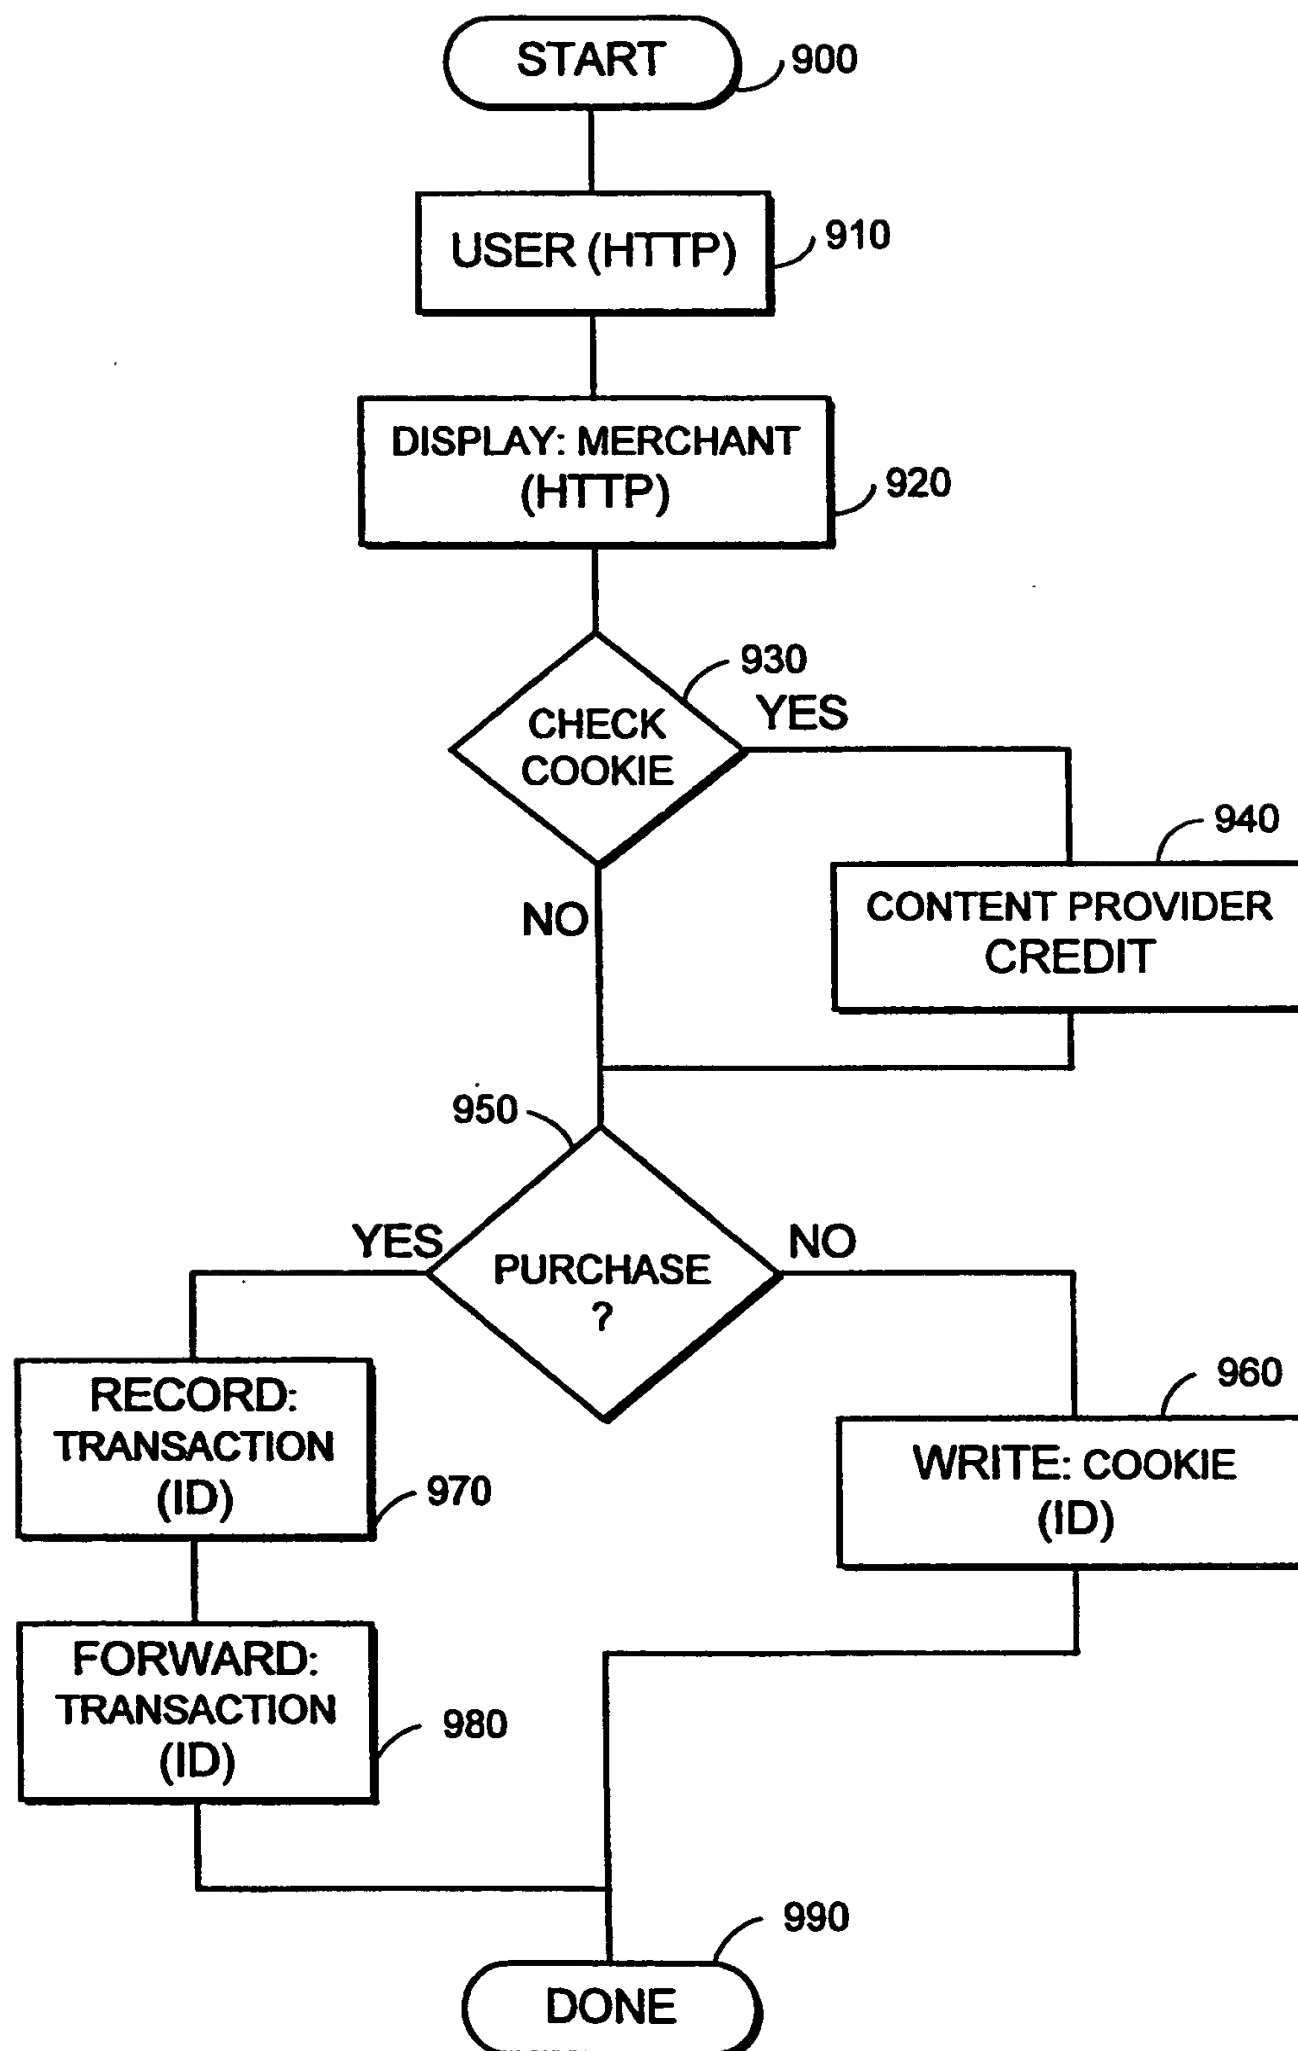 START
900
USER (HTTP)
910
DISPLAY: MERCHANT
(HTTP)
920
930
CHECK
COOKIE
YES
940
NO
CONTENT PROVIDER
CREDIT
950
YES
NO
PURCHASE
?
RECORD:
TRANSACTION
(ID)
970
960
WRITE: COOKIE
(ID)
FORWARD:
TRANSACTION
(ID)
980
990
DONE